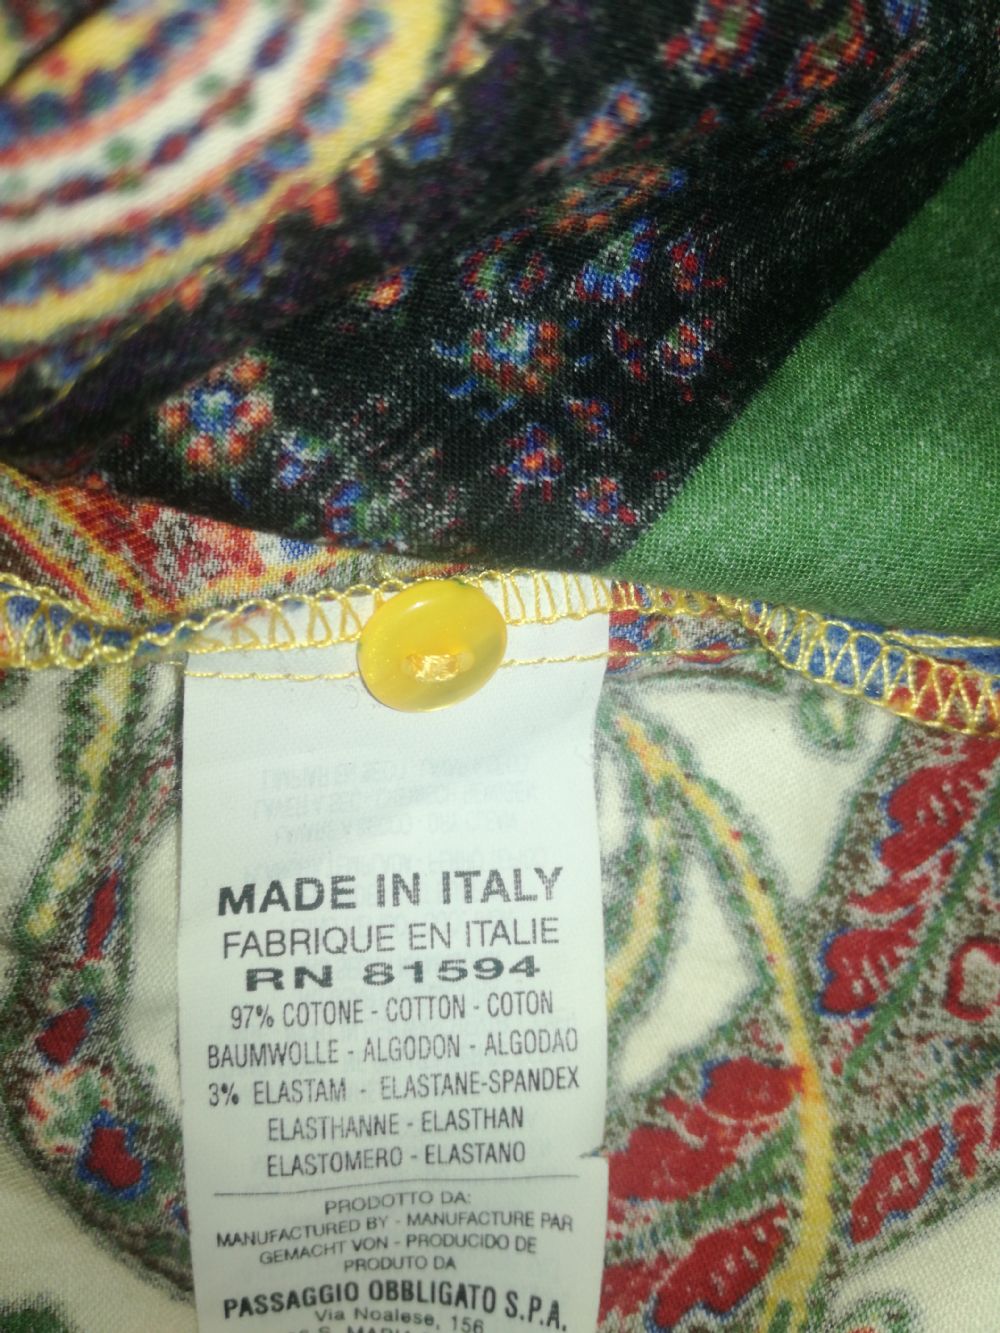 MADE IN ITALY
FABRIQUE EN ITALIE
RN 81594
97% COTONE - COTTON - COTON
BAUMWOLLE - ALGODON - ALGODAO
3% ELASTAM - ELASTANE-SPANDEX
ELASTHANNE - ELASTHAN
ELASTOMERO - ELASTANO
PRODOTTO DA:
MANUFACTURED BY - MANUFACTURE PAR
GEMACHT VON - PRODUCIDO DE
PRODUTO DA
PASSAGGIO OBBLIGATO S.P.A.
Via Noalese, 156